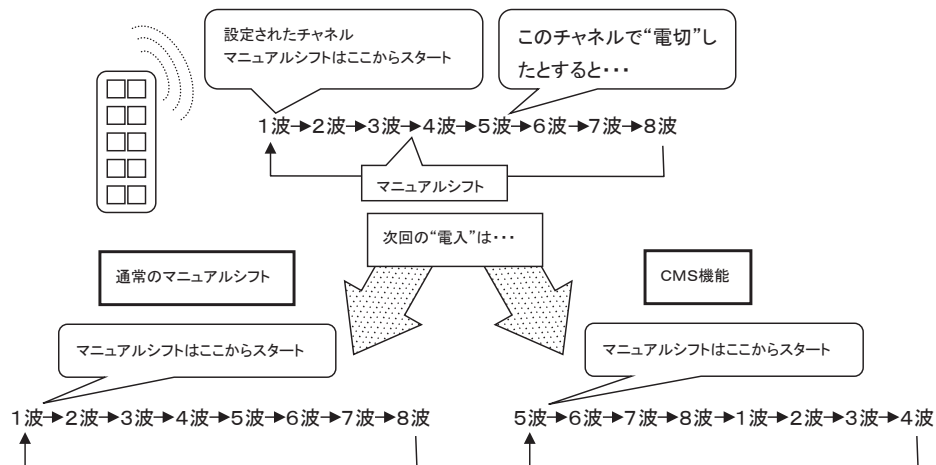 設定されたチャネル
マニュアルシフトはここからスタート
このチャネルで“電切”し
たとすると・・・
1波→2波→3波→4波→5波→6波→7波→8波
マニュアルシフト
次回の“電入”は・・・
通常のマニュアルシフト
CMS機能
マニュアルシフトはここからスタート
マニュアルシフトはここからスタート
1波→2波→3波→4波→5波→6波→7波→8波
5波→6波→7波→8波→1波→2波→3波→4波